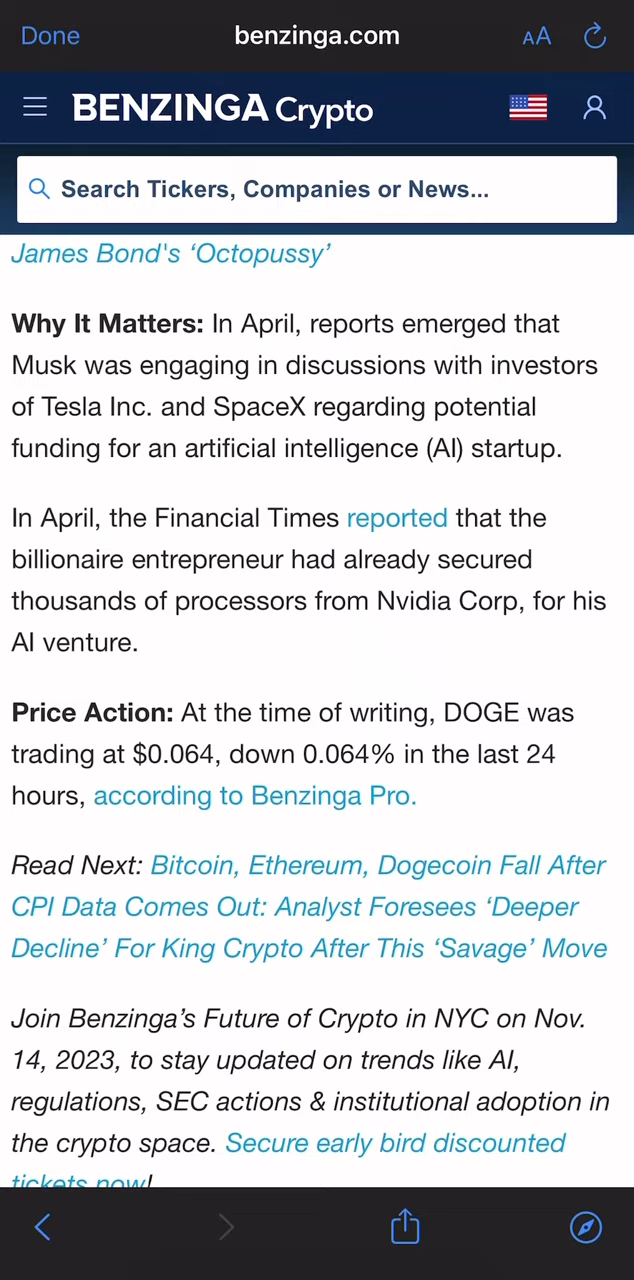 Done benzinga.com AA
BENZINGA Crypto
Search Tickers, Companies or News...
James Bond's ‘Octopussy’
Why It Matters: In April, reports emerged that
Musk was engaging in discussions with investors
of Tesla Inc. and SpaceX regarding potential
funding for an artificial intelligence (AI) startup.
In April, the Financial Times reported that the
billionaire entrepreneur had already secured
thousands of processors from Nvidia Corp, for his
AI venture.
Price Action: At the time of writing, DOGE was
trading at $0.064, down 0.064% in the last 24
hours, according to Benzinga Pro.
Read Next: Bitcoin, Ethereum, Dogecoin Fall After
CPI Data Comes Out: Analyst Foresees ‘Deeper
Decline’ For King Crypto After This ‘Savage’ Move
Join Benzinga’s Future of Crypto in NYC on Nov.
14, 2023, to stay updated on trends like AI,
regulations, SEC actions & institutional adoption in
the crypto space. Secure early bird discounted
tickets now!